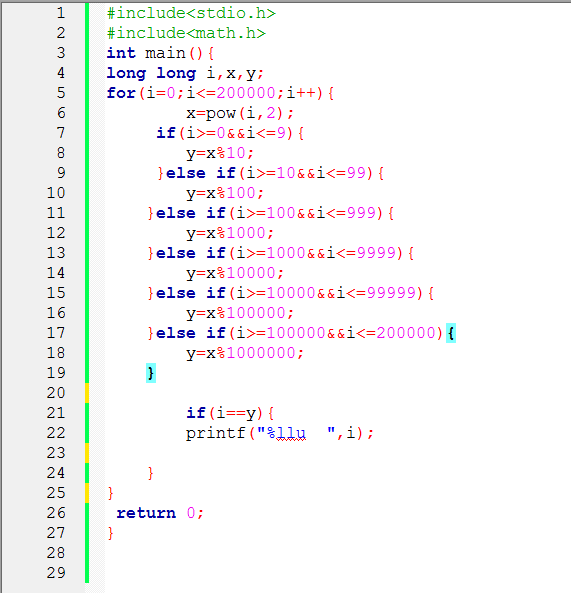 1 #include<stdio.h>
2 #include<math.h>
3 int main(){
4 long long i,x,y;
5 for(i=0;i<=200000;i++){
6 x=pow(i,2);
7 if(i>=0&&i<=9){
8 y=x%10;
9 }else if(i>=10&&i<=99){
10 y=x%100;
11 }else if(i>=100&&i<=999){
12 y=x%1000;
13 }else if(i>=1000&&i<=9999){
14 y=x%10000;
15 }else if(i>=10000&&i<=99999){
16 y=x%100000;
17 }else if(i>=100000&&i<=200000){
18 y=x%1000000;
19 }
20
21 if(i==y){
22 printf("%llu  ",i);
23
24 }
25 }
26 return 0;
27 }
28
29